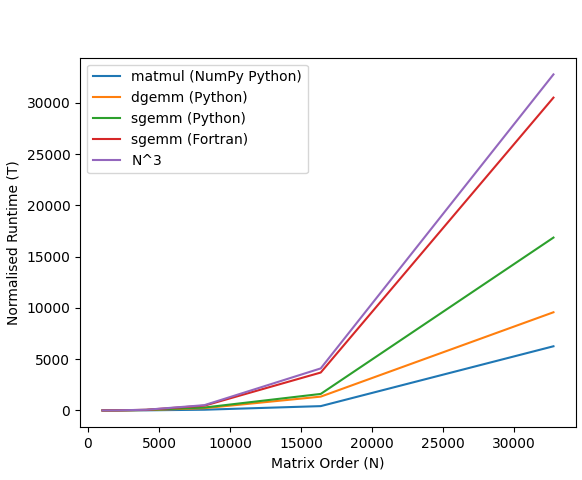 matmul (NumPy Python)
dgemm (Python)
sgemm (Python)
sgemm (Fortran)
N^3
30000
25000
20000
15000
10000
5000
0
Normalised Runtime (T)
0 5000 10000 15000 20000 25000 30000
Matrix Order (N)